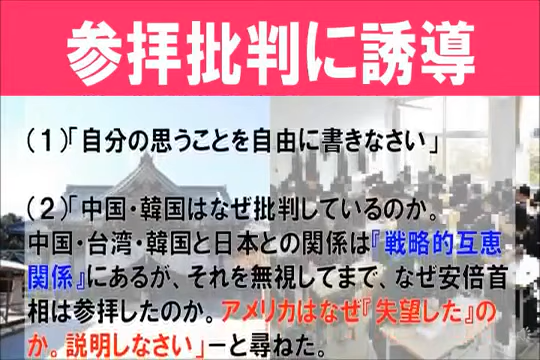 参拝批判に誘導
(1)「自分の思うことを自由に書きなさい」
(2)「中国・韓国はなぜ批判しているのか。
中国・台湾・韓国と日本との関係は『戦略的互恵
関係』にあるが、それを無視してまで、なぜ安倍首
相は参拝したのか。アメリカはなぜ『失望した』の
か。説明しなさい」―と尋ねた。